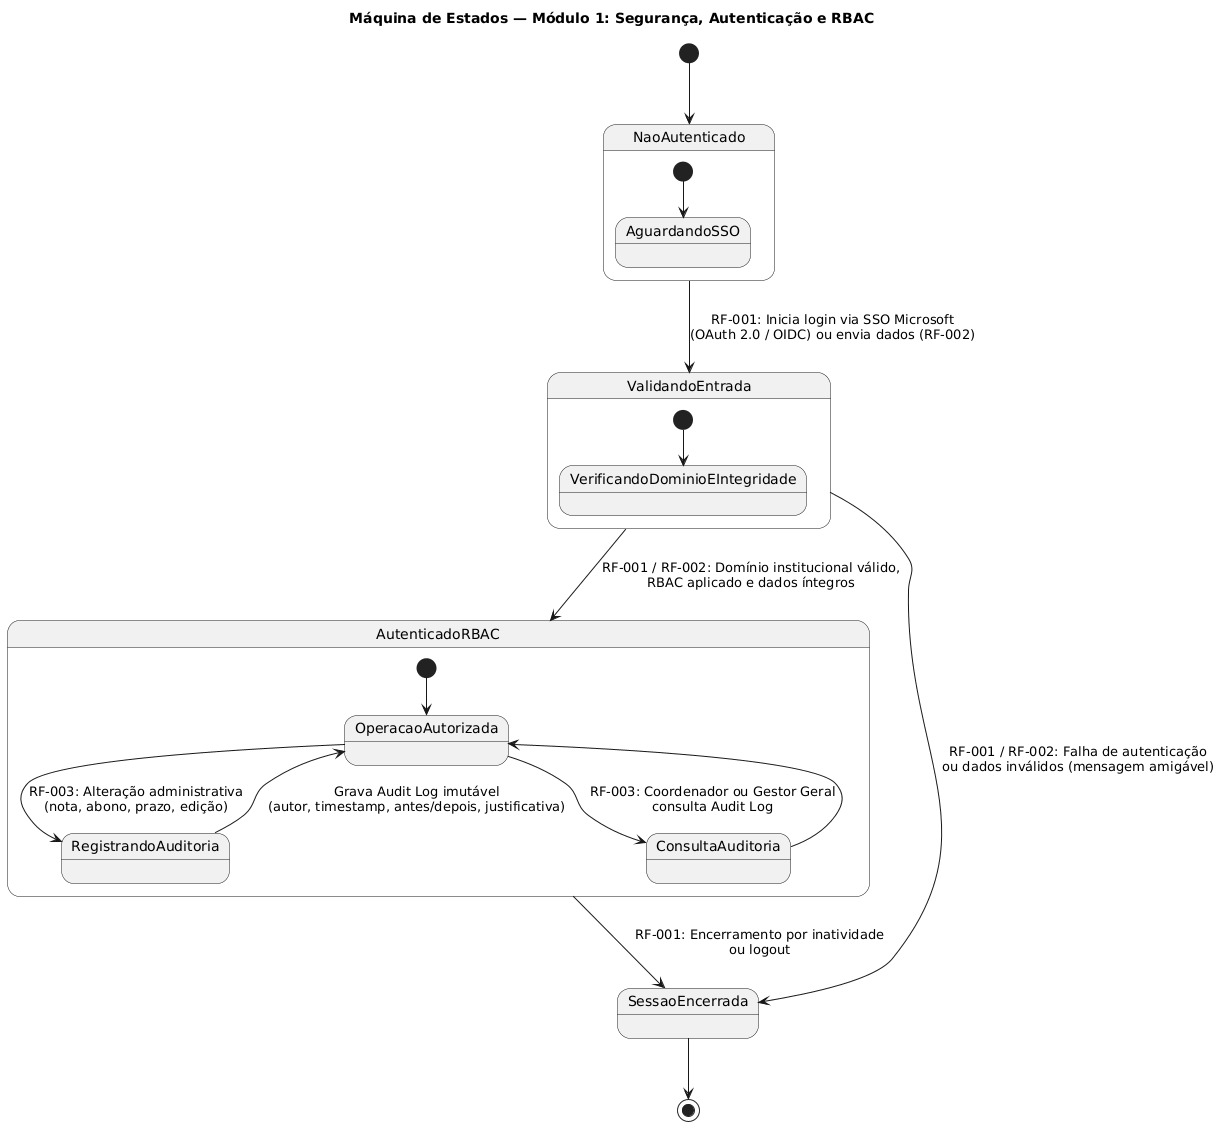 Máquina de Estados — Módulo 1: Segurança, Autenticação e RBAC
NaoAutenticado
AguardandoSSO
RF-001: Inicia login via SSO Microsoft
(OAuth 2.0 / OIDC) ou envia dados (RF-002)
ValidandoEntrada
VerificandoDominioEIntegridade
RF-001 / RF-002: Domínio institucional válido,
RBAC aplicado e dados íntegros
AutenticadoRBAC
OperacaoAutorizada
RF-001 / RF-002: Falha de autenticação
ou dados inválidos (mensagem amigável)
RF-003: Alteração administrativa
(nota, abono, prazo, edição)
Grava Audit Log imutável
(autor, timestamp, antes/depois, justificativa)
RF-003: Coordenador ou Gestor Geral
consulta Audit Log
RegistrandoAuditoria
ConsultaAuditoria
RF-001: Encerramento por inatividade
ou logout
SessaoEncerrada